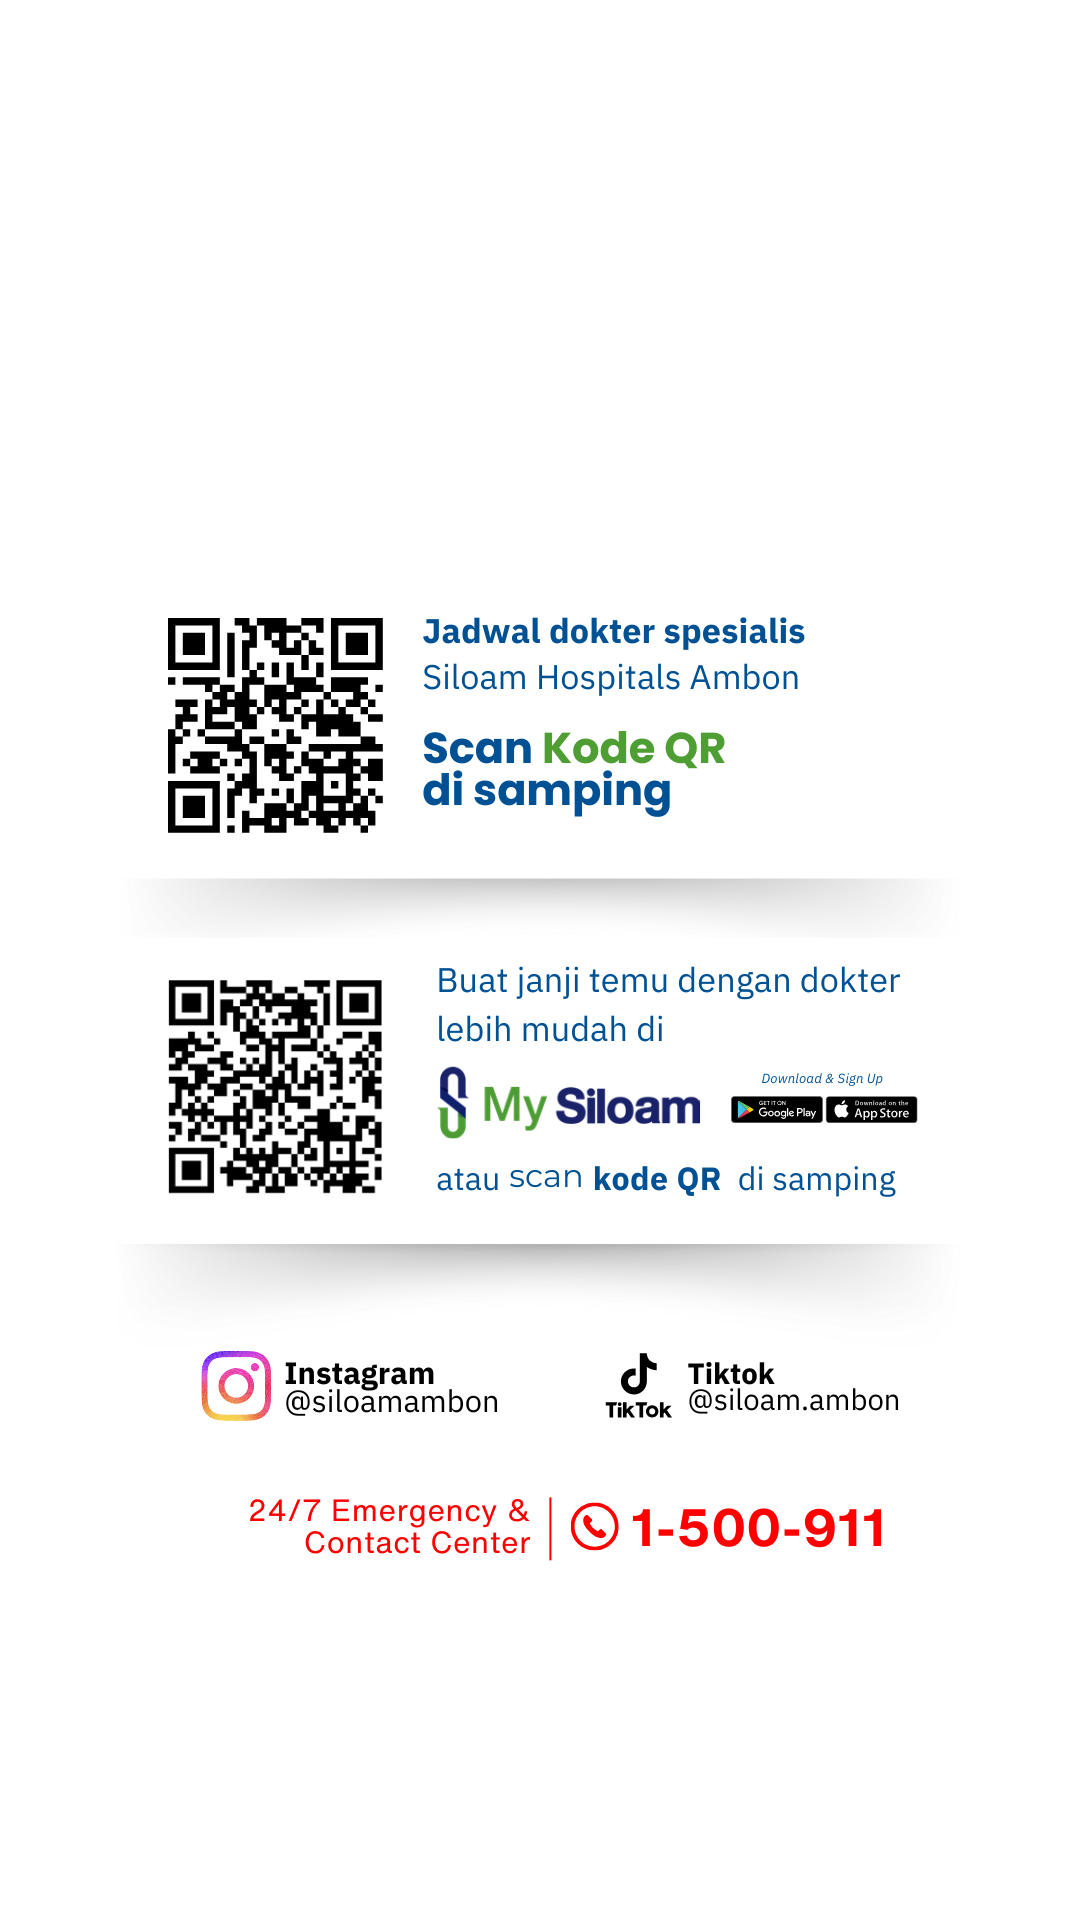 Jadwal dokter spesialis
Siloam Hospitals Ambon
Scan Kode QR
di samping
Buat janji temu dengan dokter
lebih mudah di
My Siloam
Download & Sign Up
GET IT ON
Google Play
Download on the
App Store
atau scan kode QR di samping
Instagram
@siloamambon
TikTok
Tiktok
@siloam.ambon
24/7 Emergency &
Contact Center
1-500-911